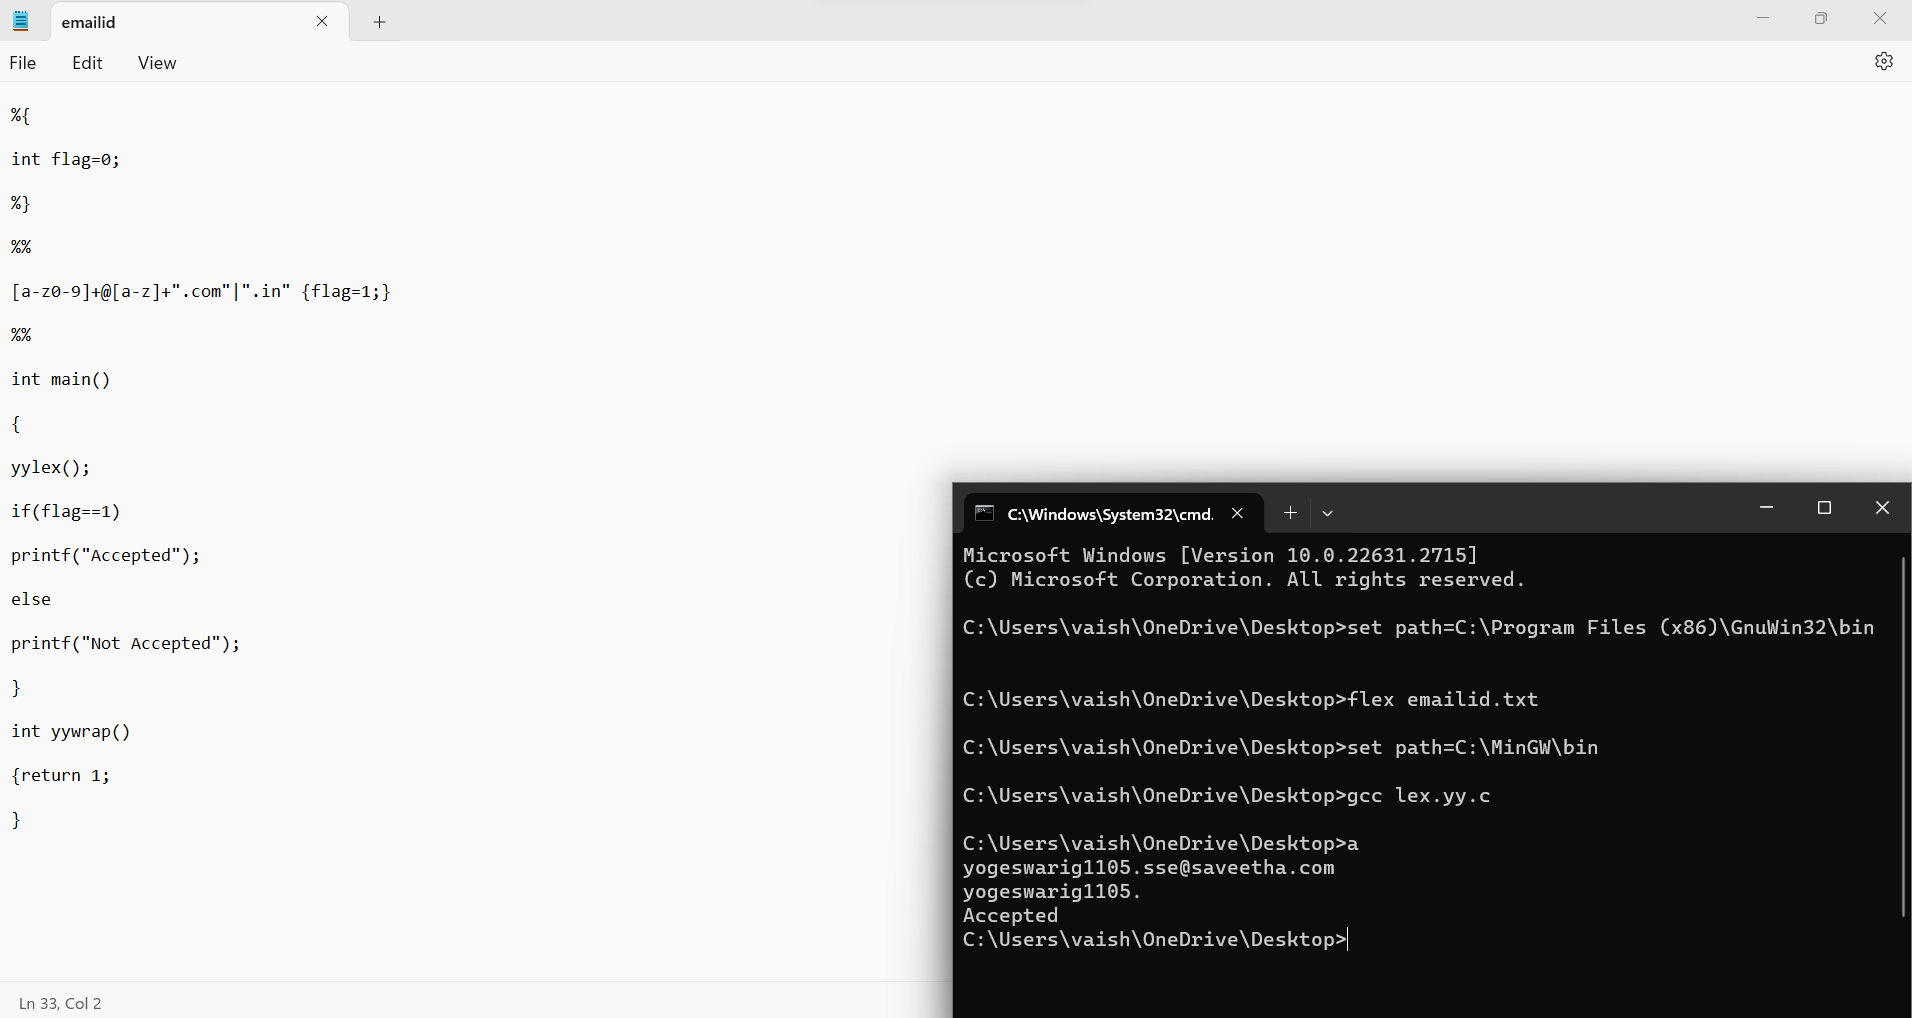 emailid
File Edit View
%{
int flag=0;
%}
%%
[a-z0-9]+@[a-z]+".com"|".in" {flag=1;}
%%
int main()
{
yylex();
if(flag==1)
printf("Accepted");
else
printf("Not Accepted");
}
int yywrap()
{return 1;
}
Ln 33, Col 2
C:\Windows\System32\cmd.
Microsoft Windows [Version 10.0.22631.2715]
(c) Microsoft Corporation. All rights reserved.
C:\Users\vaish\OneDrive\Desktop>set path=C:\Program Files (x86)\GnuWin32\bin
C:\Users\vaish\OneDrive\Desktop>flex emailid.txt
C:\Users\vaish\OneDrive\Desktop>set path=C:\MinGW\bin
C:\Users\vaish\OneDrive\Desktop>gcc lex.yy.c
C:\Users\vaish\OneDrive\Desktop>a
yogeswarig1105.sse@saveetha.com
yogeswarig1105.
Accepted
C:\Users\vaish\OneDrive\Desktop>